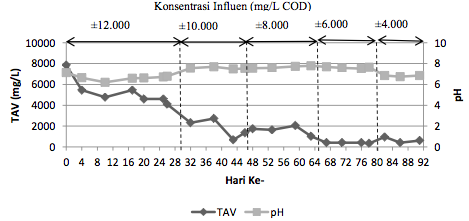 Konsentrasi Influen (mg/L COD)
±12.000 ±10.000 ±8.000 ±6.000 ±4.000
10000 10
8000 8
6000 6
4000 4
2000 2
0 0
TAV (mg/L)
pH
0 4 8 12 16 20 24 28 32 36 40 44 48 52 56 60 64 68 72 76 80 84 88 92
Hari Ke-
TAV pH